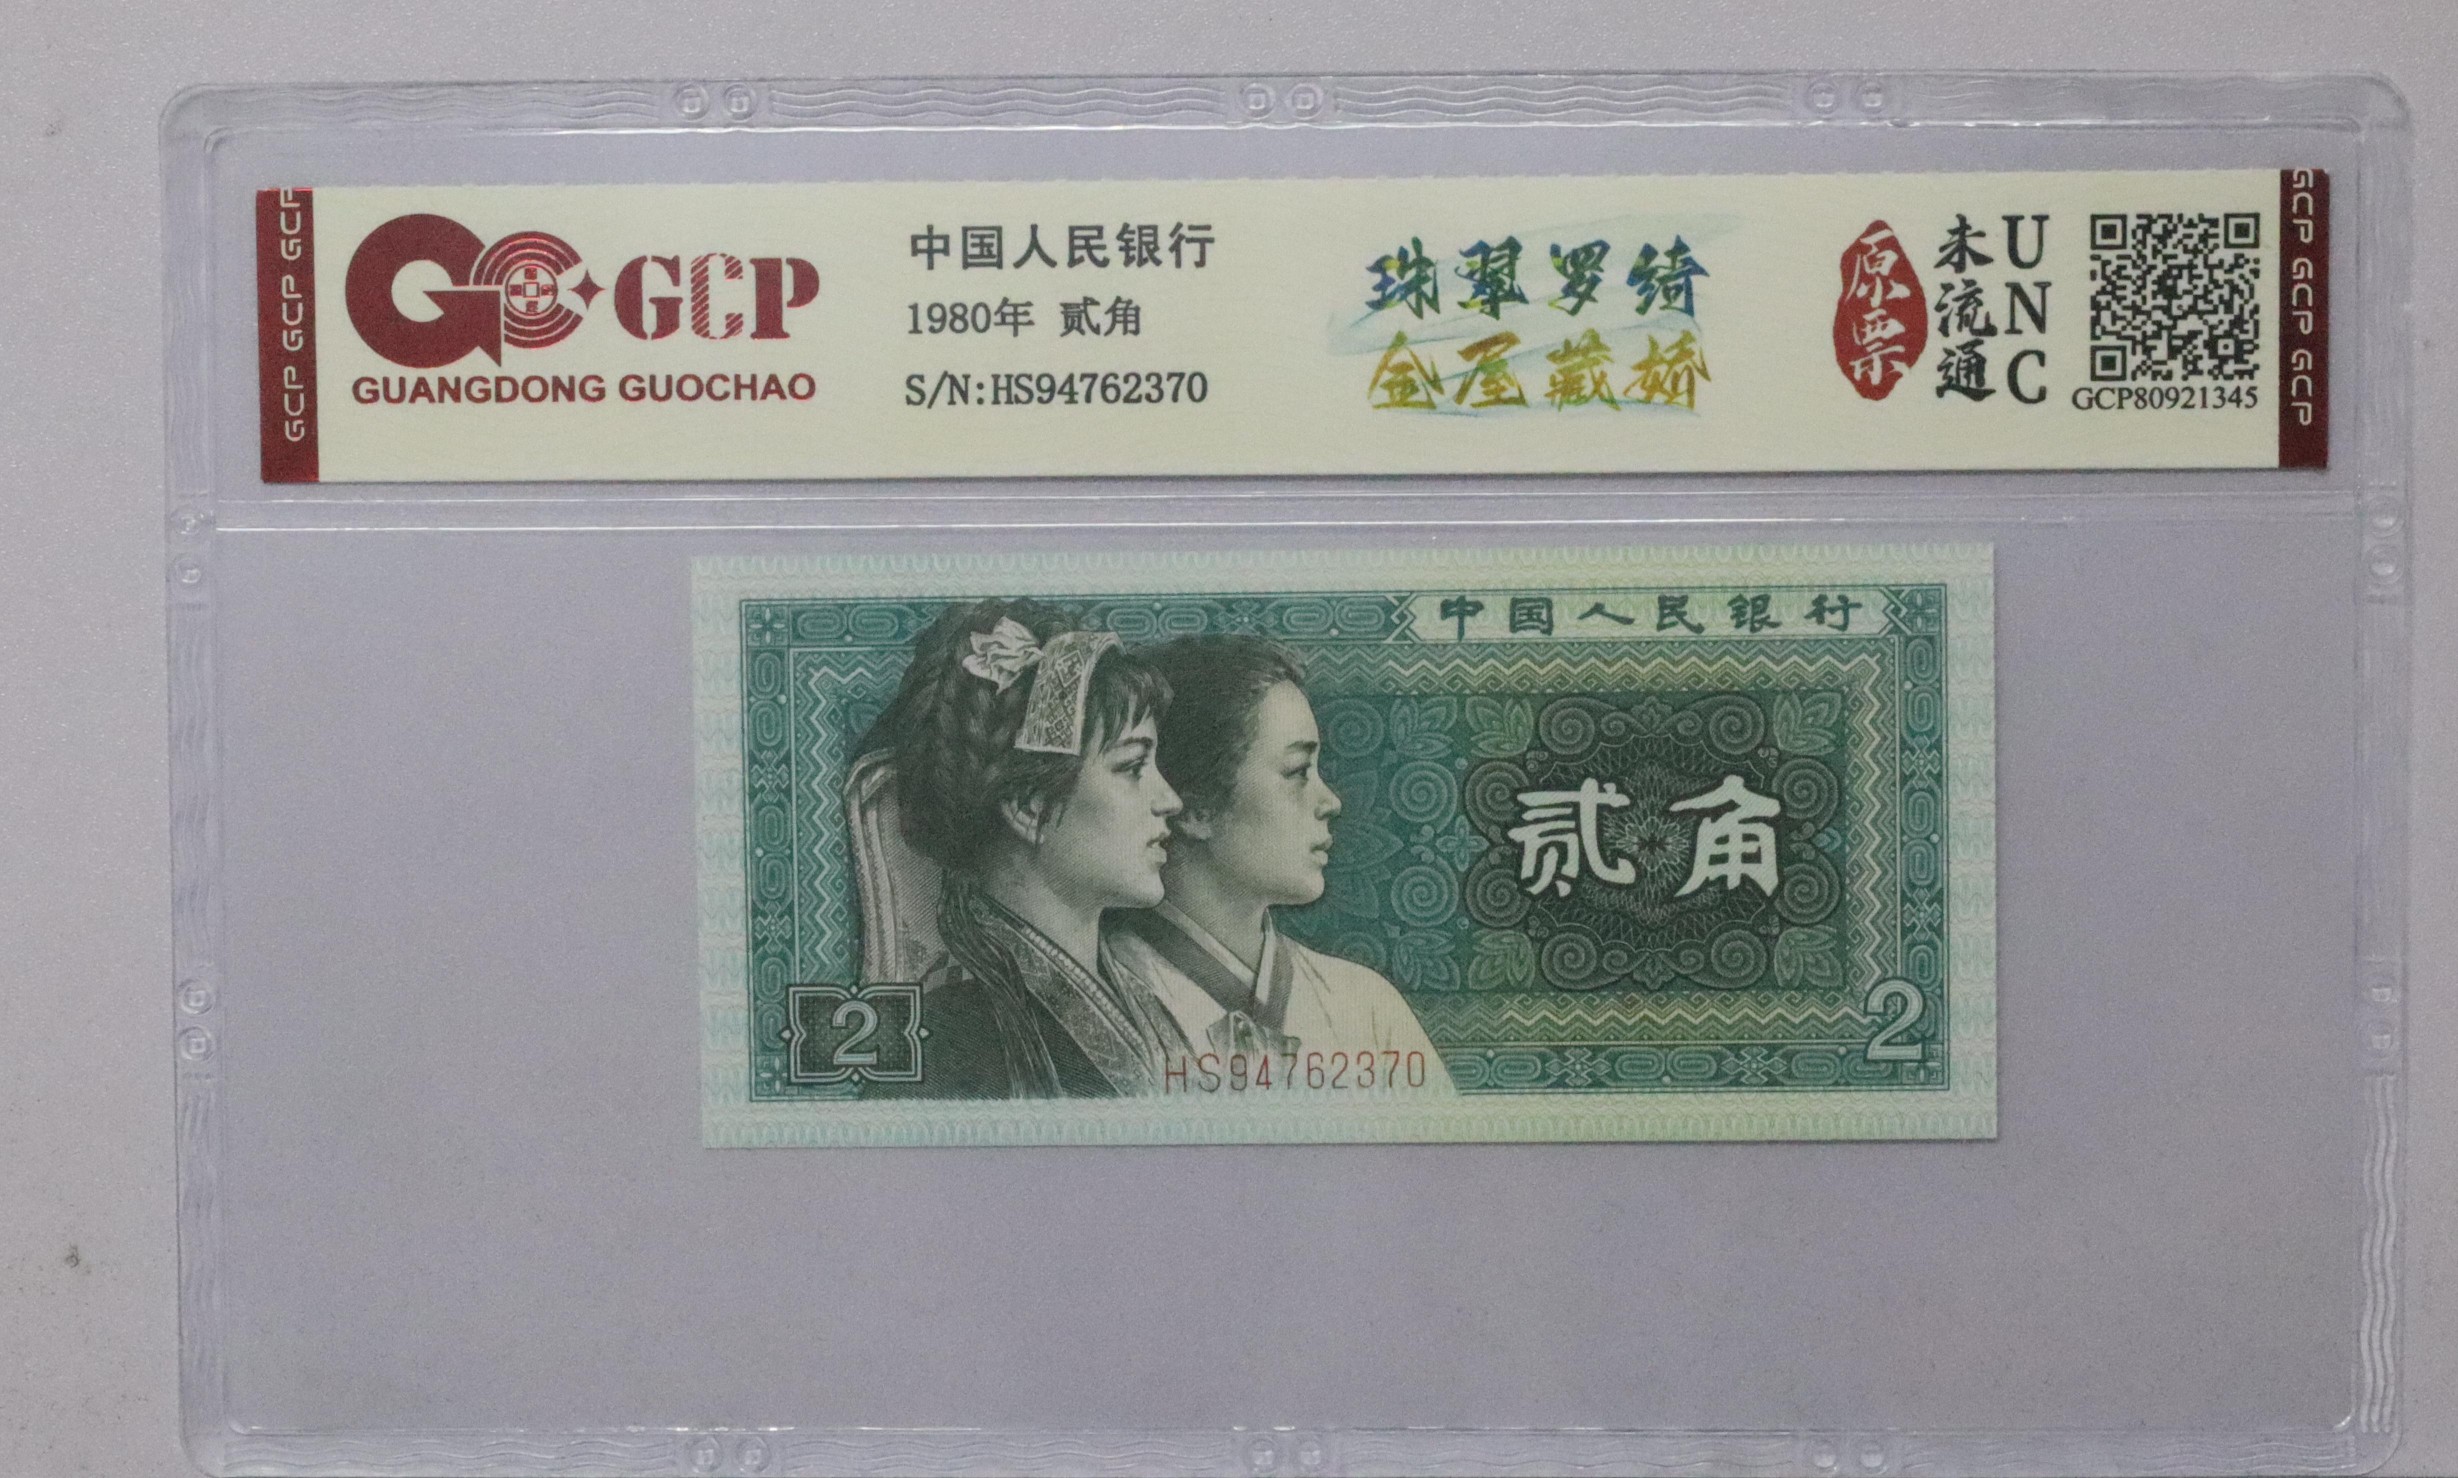 GCP GCP GCP
GCP
GUANGDONG GUOCHAO
中国人民银行
1980年 贰角
S/N:HS94762370
珠翠罗绮
金屋藏娇
原票
未流通
UNC
GCP80921345
GCP GCP GCP
中国人民银行
贰角
2
2
HS94762370